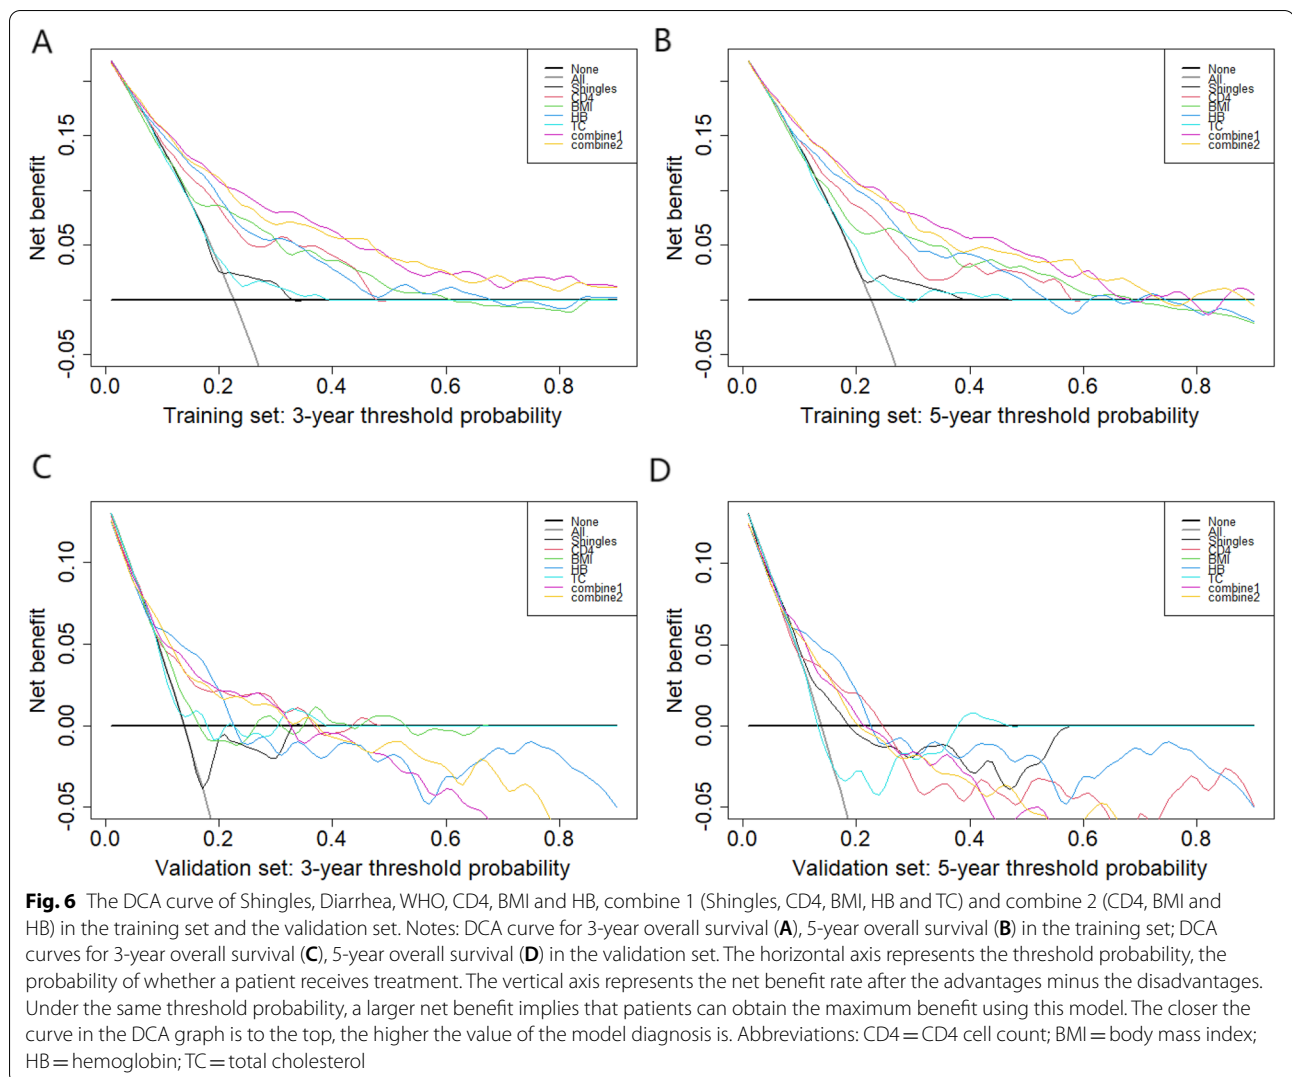 A
Net benefit
0.15
0.05
-0.05
0.0 0.2 0.4 0.6 0.8
Training set: 3-year threshold probability
None
All
Shingles
CD4
BMI
HB
TC
combine1
combine2
B
Net benefit
0.15
0.05
-0.05
0.0 0.2 0.4 0.6 0.8
Training set: 5-year threshold probability
None
All
Shingles
CD4
BMI
HB
TC
combine1
combine2
C
Net benefit
0.10
0.05
0.00
-0.05
0.0 0.2 0.4 0.6 0.8
Validation set: 3-year threshold probability
None
All
Shingles
CD4
BMI
HB
TC
combine1
combine2
D
Net benefit
0.10
0.05
0.00
-0.05
0.0 0.2 0.4 0.6 0.8
Validation set: 5-year threshold probability
None
All
Shingles
CD4
BMI
HB
TC
combine1
combine2
Fig. 6 The DCA curve of Shingles, Diarrhea, WHO, CD4, BMI and HB, combine 1 (Shingles, CD4, BMI, HB and TC) and combine 2 (CD4, BMI and
HB) in the training set and the validation set. Notes: DCA curve for 3-year overall survival (A), 5-year overall survival (B) in the training set; DCA
curves for 3-year overall survival (C), 5-year overall survival (D) in the validation set. The horizontal axis represents the threshold probability, the
probability of whether a patient receives treatment. The vertical axis represents the net benefit rate after the advantages minus the disadvantages.
Under the same threshold probability, a larger net benefit implies that patients can obtain the maximum benefit using this model. The closer the
curve in the DCA graph is to the top, the higher the value of the model diagnosis is. Abbreviations: CD4 = CD4 cell count; BMI = body mass index;
HB = hemoglobin; TC = total cholesterol